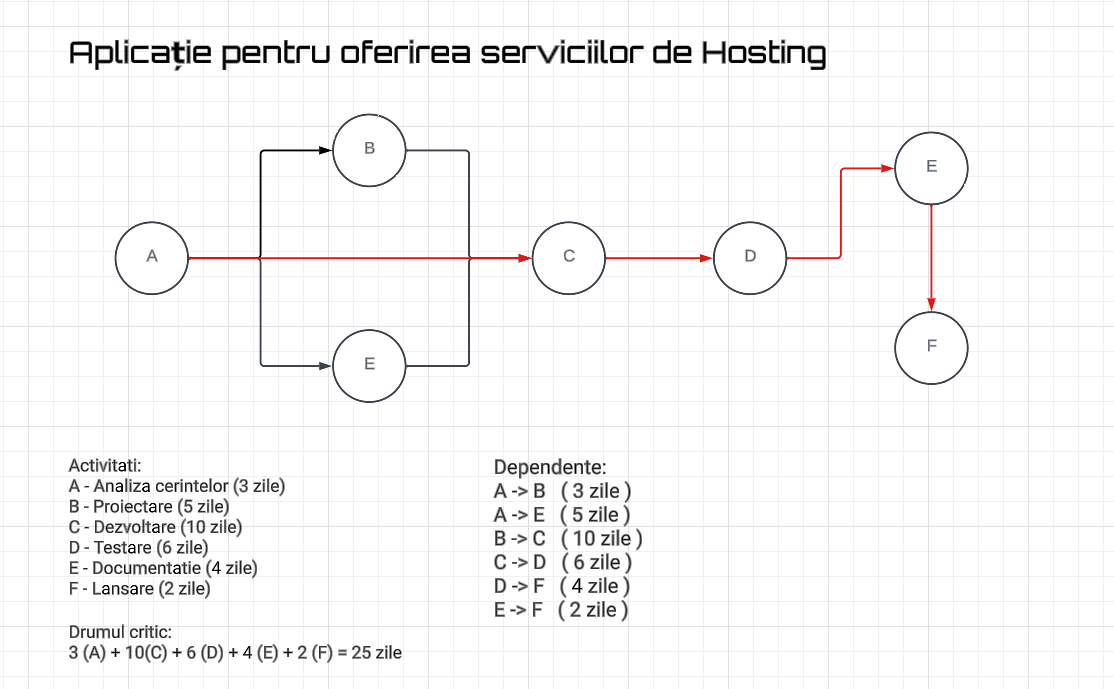 Aplicație pentru oferirea serviciilor de Hosting
B
E
A
C
D
F
E
Activitati:
A - Analiza cerintelor (3 zile)
B - Proiectare (5 zile)
C - Dezvoltare (10 zile)
D - Testare (6 zile)
E - Documentatie (4 zile)
F - Lansare (2 zile)
Drumul critic:
3 (A) + 10(C) + 6 (D) + 4 (E) + 2 (F) = 25 zile
Dependente:
A -> B ( 3 zile )
A -> E ( 5 zile )
B -> C ( 10 zile )
C -> D ( 6 zile )
D -> F ( 4 zile )
E -> F ( 2 zile )